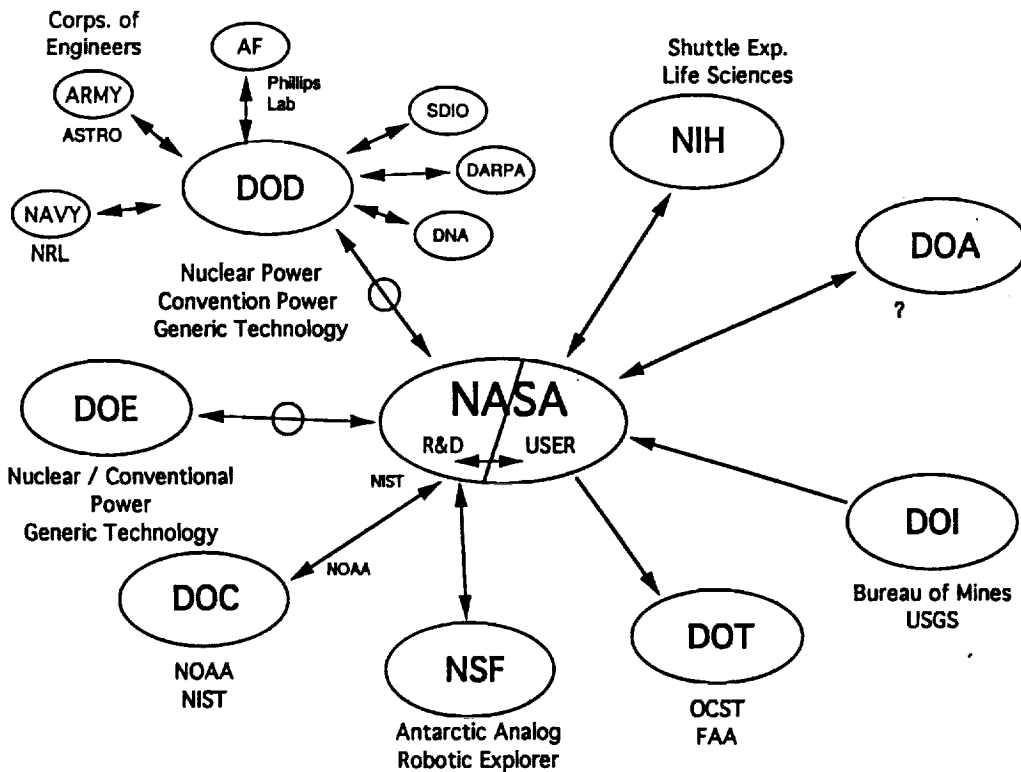 Corps. of
Engineers
AF
Phillips
Lab
ARMY
ASTRO
SDIO
DARPA
DNA
DOD
NAVY
NRL
Nuclear Power
Convention Power
Generic Technology
Shuttle Exp.
Life Sciences
NIH
DOA
?
DOE
Nuclear / Conventional
Power
Generic Technology
NASA
R&D
USER
NIST
NOAA
DOC
NOAA
NIST
NSF
Antarctic Analog
Robotic Explorer
DOT
OCST
FAA
DOI
Bureau of Mines
USGS